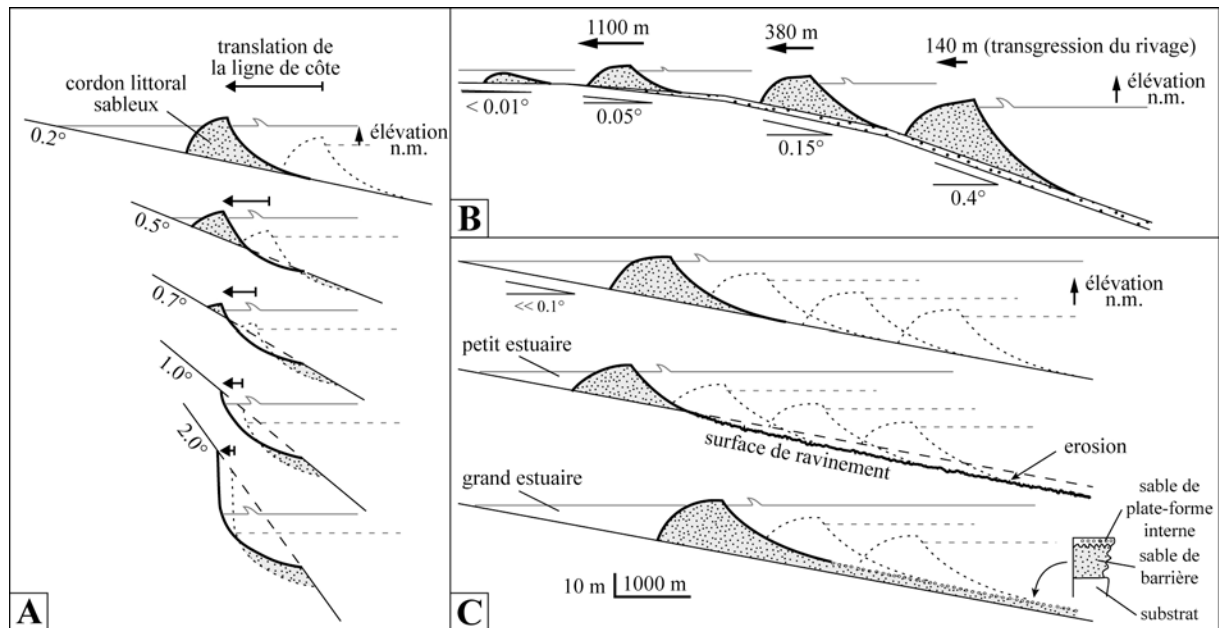 translation de
la ligne de côte
cordon littoral
sableux
élévation
n.m.
0.2°
0.5°
0.7°
1.0°
2.0°
A
1100 m
380 m
140 m (transgression du rivage)
élévation
n.m.
< 0.01°
0.05°
0.15°
0.4°
B
élévation
n.m.
<< 0.1°
petit estuaire
surface de ravinement
erosion
grand estuaire
sable de
plate-forme
interne
sable de
barrière
substrat
10 m
1000 m
C